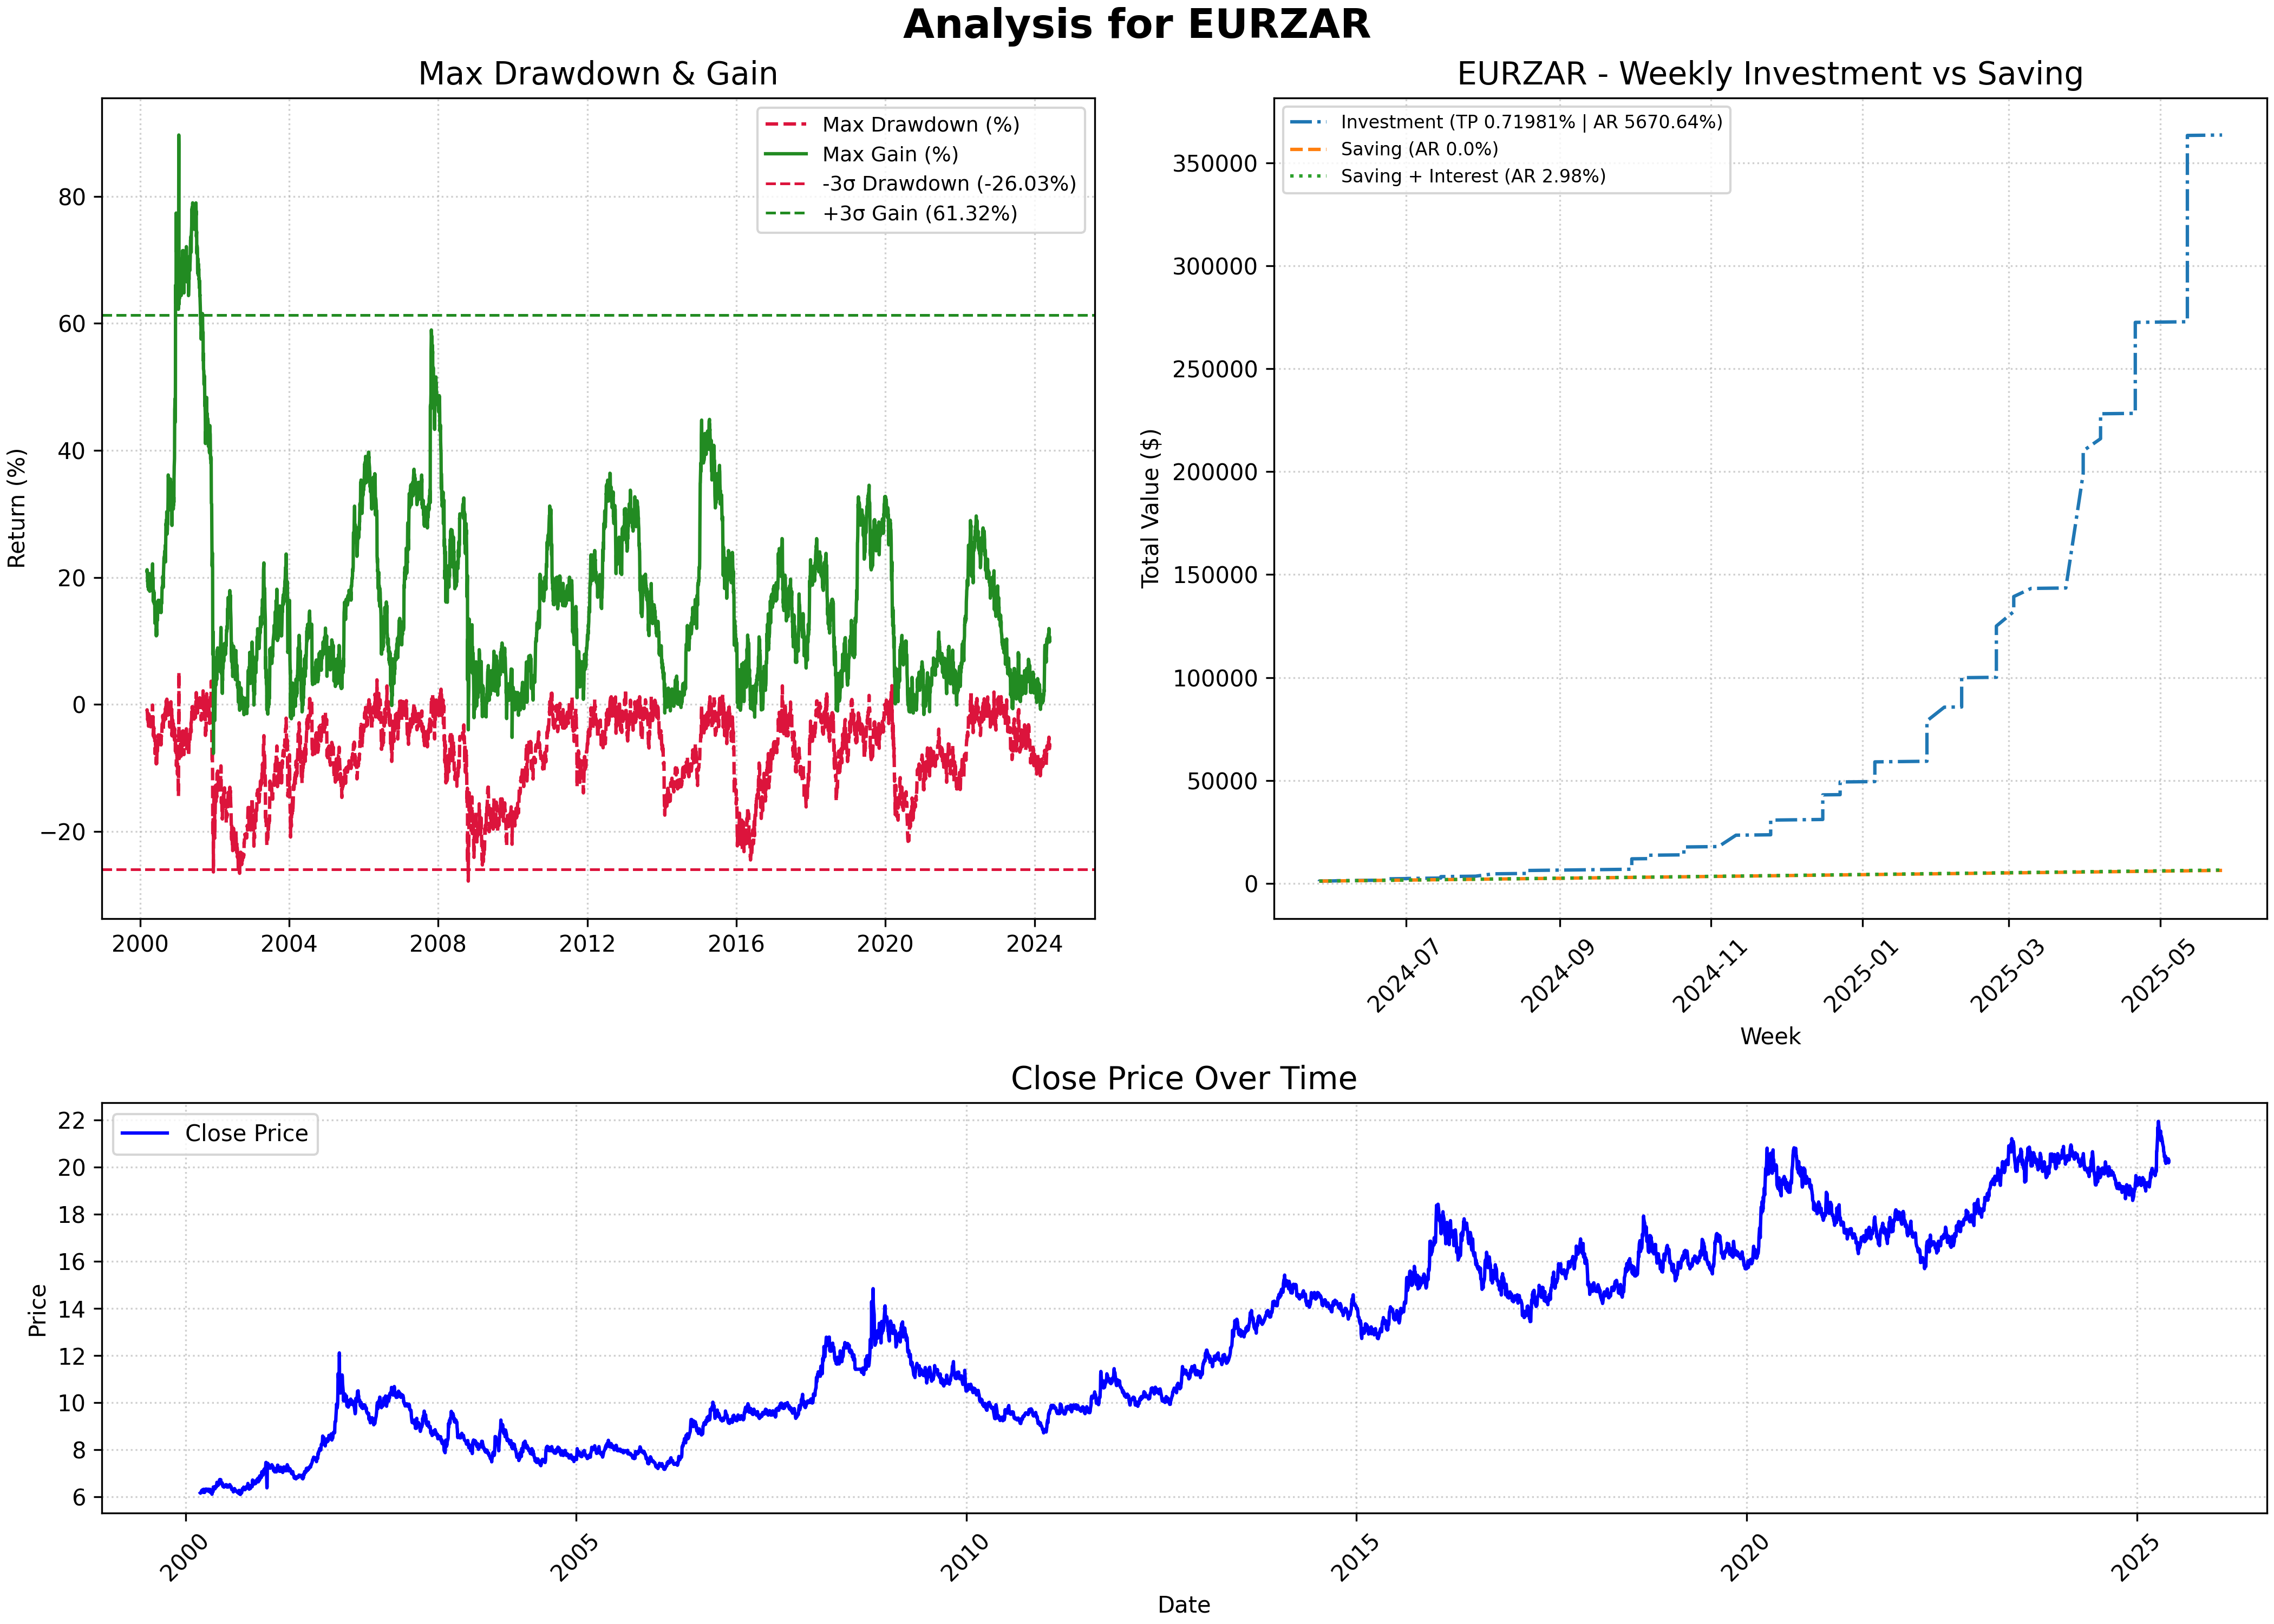 Analysis for EURZAR
Max Drawdown & Gain
Return (%)
80
60
40
20
0
−20
2000 2004 2008 2012 2016 2020 2024
Max Drawdown (%)
Max Gain (%)
-3σ Drawdown (-26.03%)
+3σ Gain (61.32%)
EURZAR - Weekly Investment vs Saving
Total Value ($)
350000
300000
250000
200000
150000
100000
50000
0
2024-07 2024-09 2024-11 2025-01 2025-03 2025-05
Week
Investment (TP 0.71981% | AR 5670.64%)
Saving (AR 0.0%)
Saving + Interest (AR 2.98%)
Close Price Over Time
Price
22
20
18
16
14
12
10
8
6
2000 2005 2010 2015 2020 2025
Date
Close Price